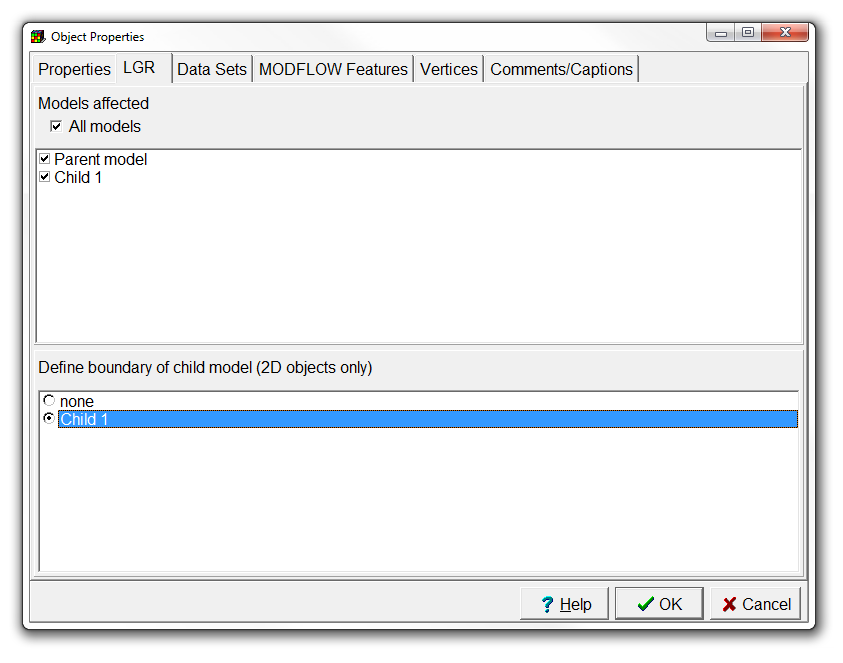 Object Properties
Properties LGR Data Sets MODFLOW Features Vertices Comments/Captions
Models affected
All models
Parent model
Child 1
Define boundary of child model (2D objects only)
none
Child 1
? Help OK Cancel